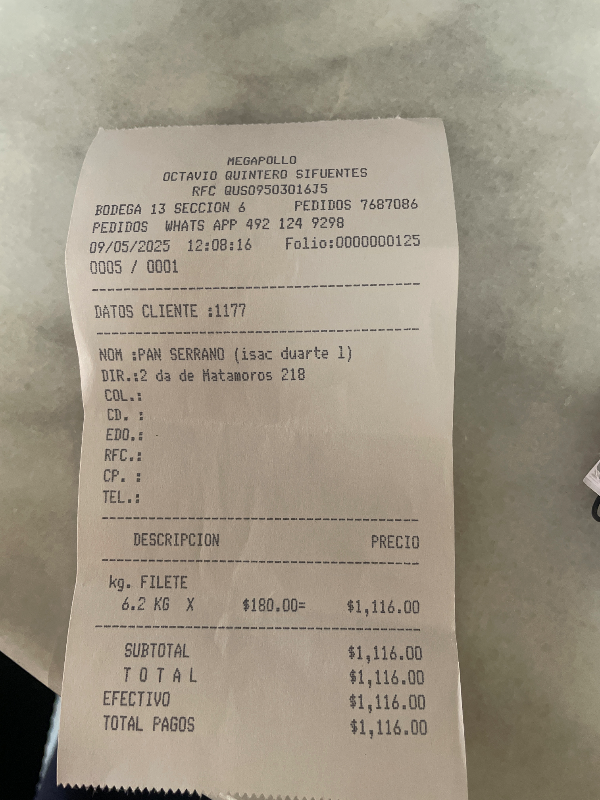 MEGAPOLLO
OCTAVIO QUINTERO SIFUENTES
RFC QUSO9503016J5
BODEGA 13 SECCION 6 PEDIDOS 7687086
PEDIDOS WHATS APP 492 124 9298
09/05/2025 12:08:16 Folio:0000000125
0005 / 0001
------------------------------------
DATOS CLIENTE :1177
------------------------------------
NOM :PAN SERRANO (isac duarte l)
DIR.:2 da de Matamoros 218
COL.:
CD. :
EDO.:
RFC.:
CP. :
TEL.:
------------------------------------
DESCRIPCION PRECIO
------------------------------------
kg. FILETE
6.2 KG X $180.00= $1,116.00
------------------------------------
SUBTOTAL $1,116.00
T O T A L $1,116.00
EFECTIVO $1,116.00
TOTAL PAGOS $1,116.00